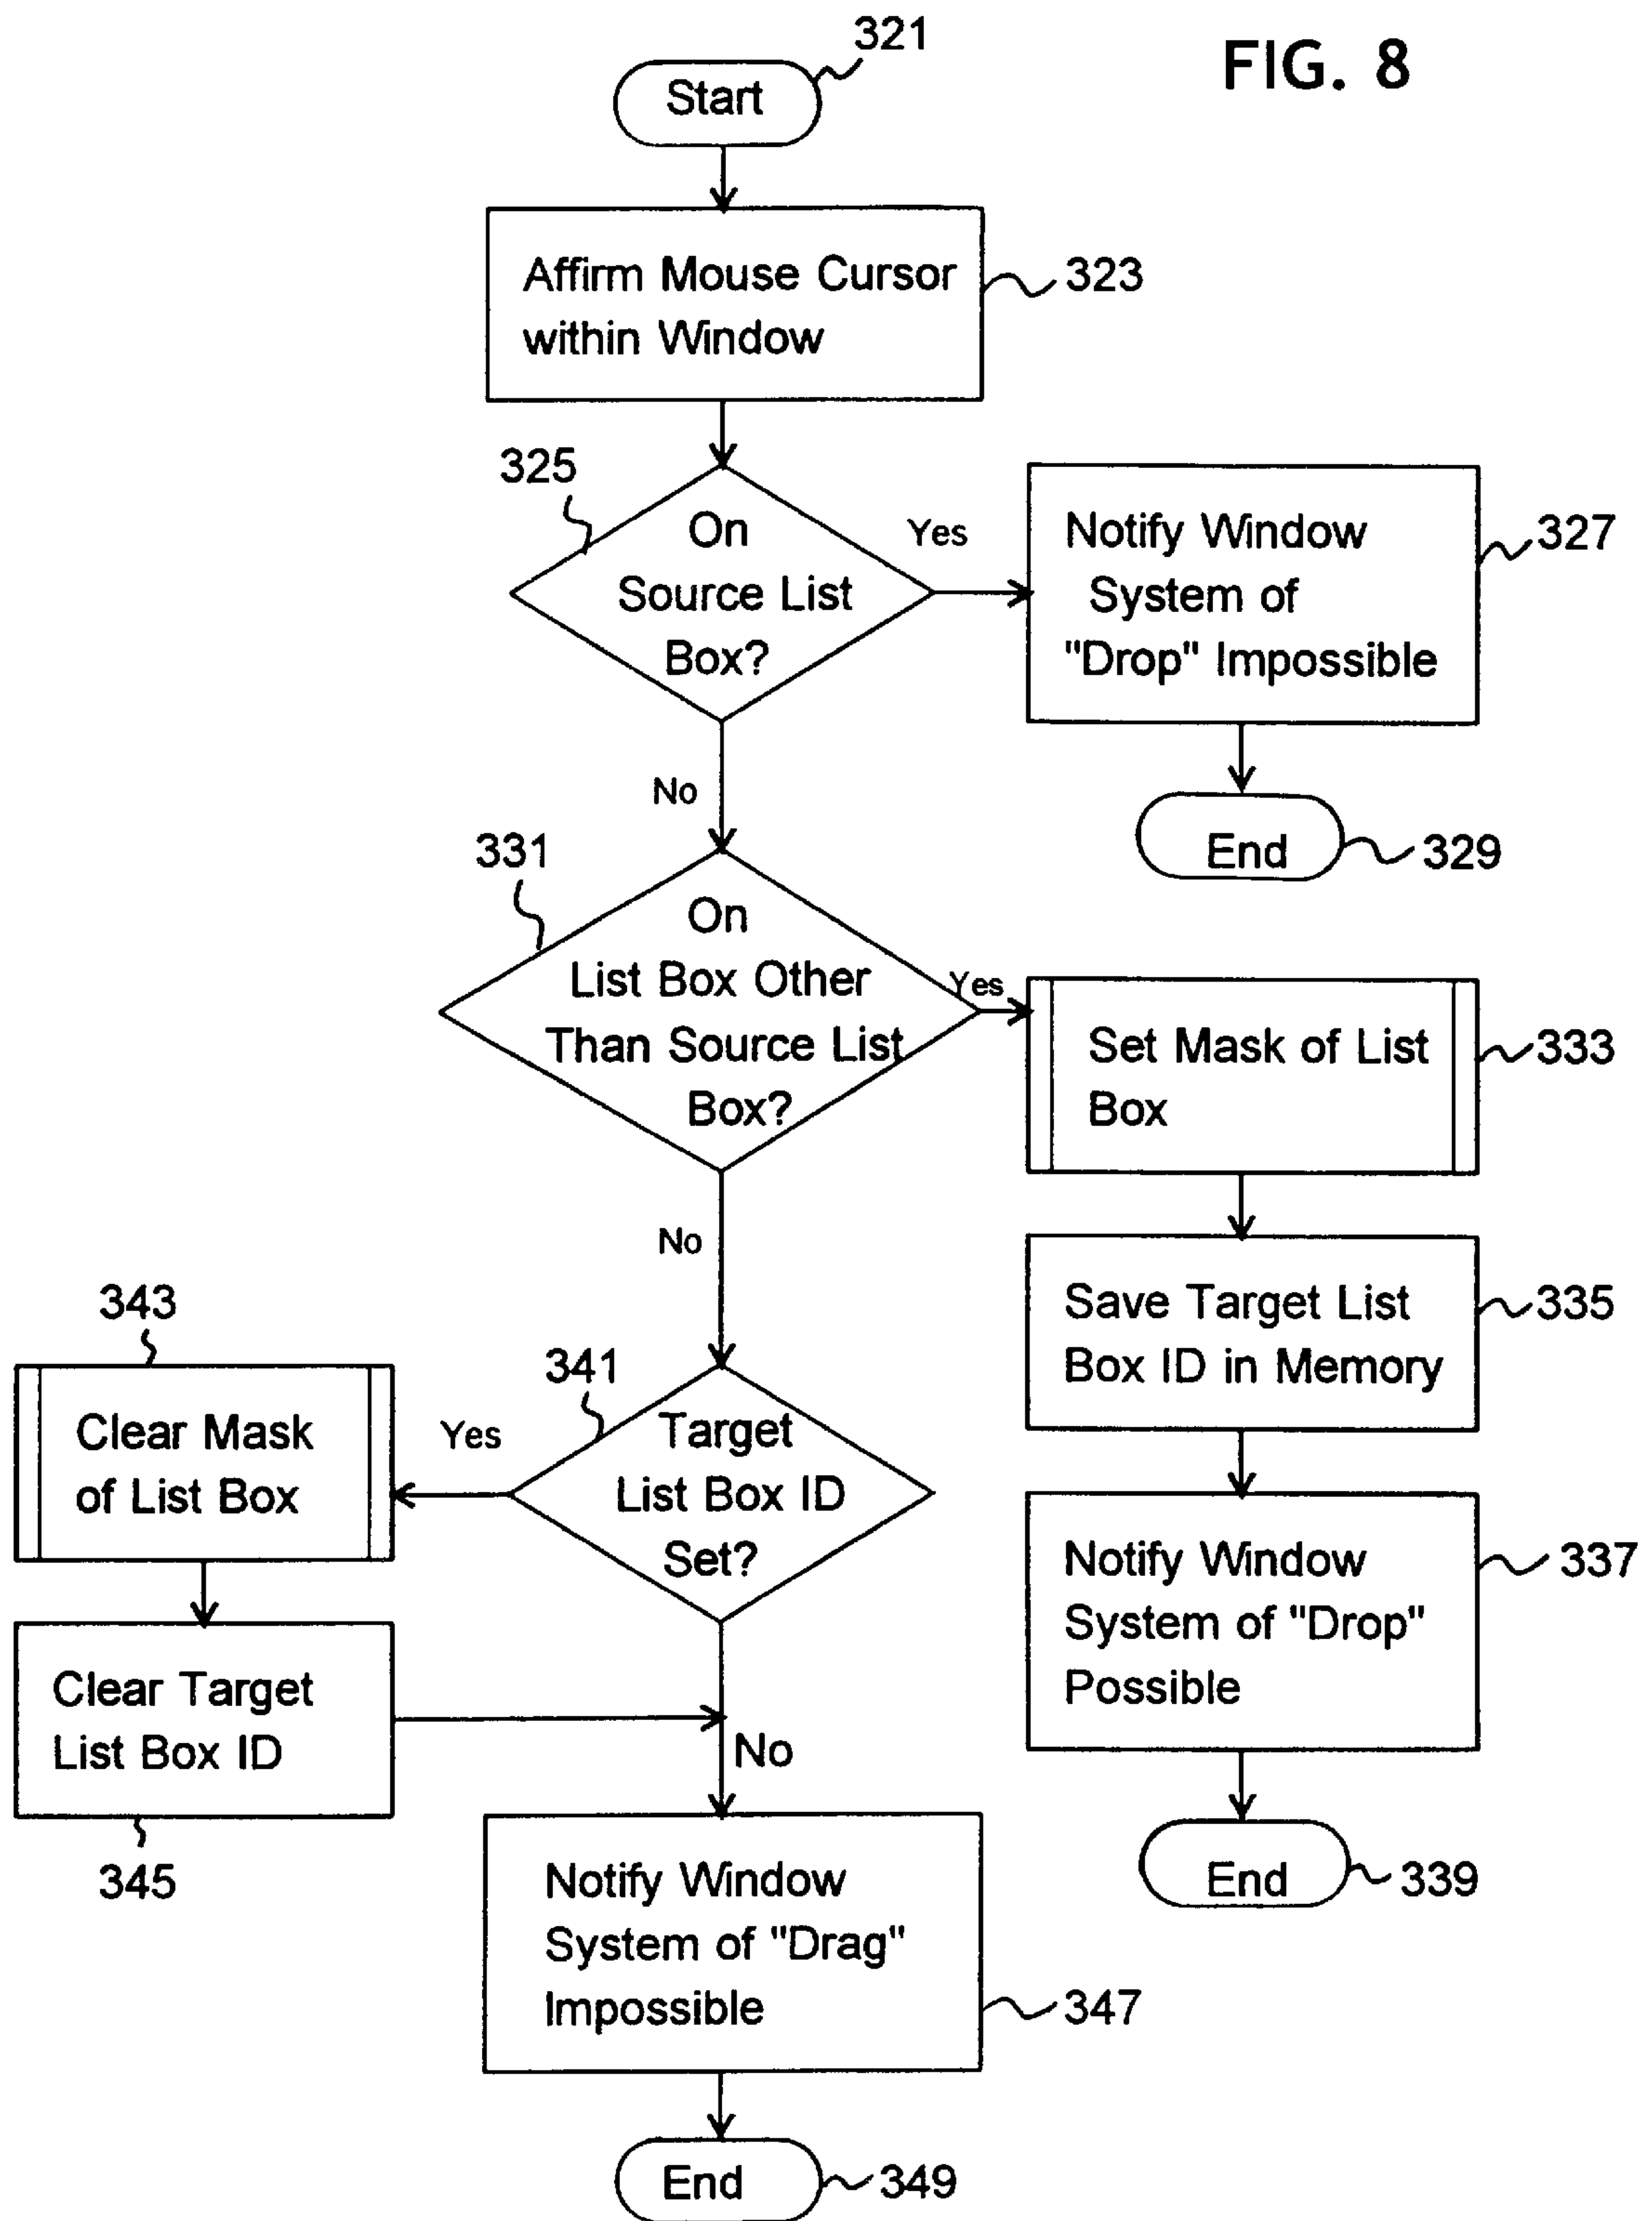 321
FIG. 8
Start
Affirm Mouse Cursor
within Window
323
325
On
Source List
Box?
Yes
Notify Window
System of
"Drop" Impossible
327
No
End
329
331
On
List Box Other
Than Source List
Box?
Yes
Set Mask of List
Box
333
No
Save Target List
Box ID in Memory
335
343
Clear Mask
of List Box
Yes
341
Target
List Box ID
Set?
Notify Window
System of "Drop"
Possible
337
Clear Target
List Box ID
345
No
End
339
Notify Window
System of "Drag"
Impossible
347
End
349